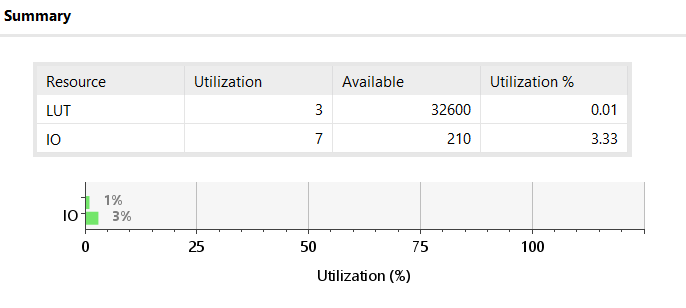 Summary
Resource Utilization Available Utilization %
LUT 3 32600 0.01
IO 7 210 3.33
1%
IO 3%
0 25 50 75 100
Utilization (%)